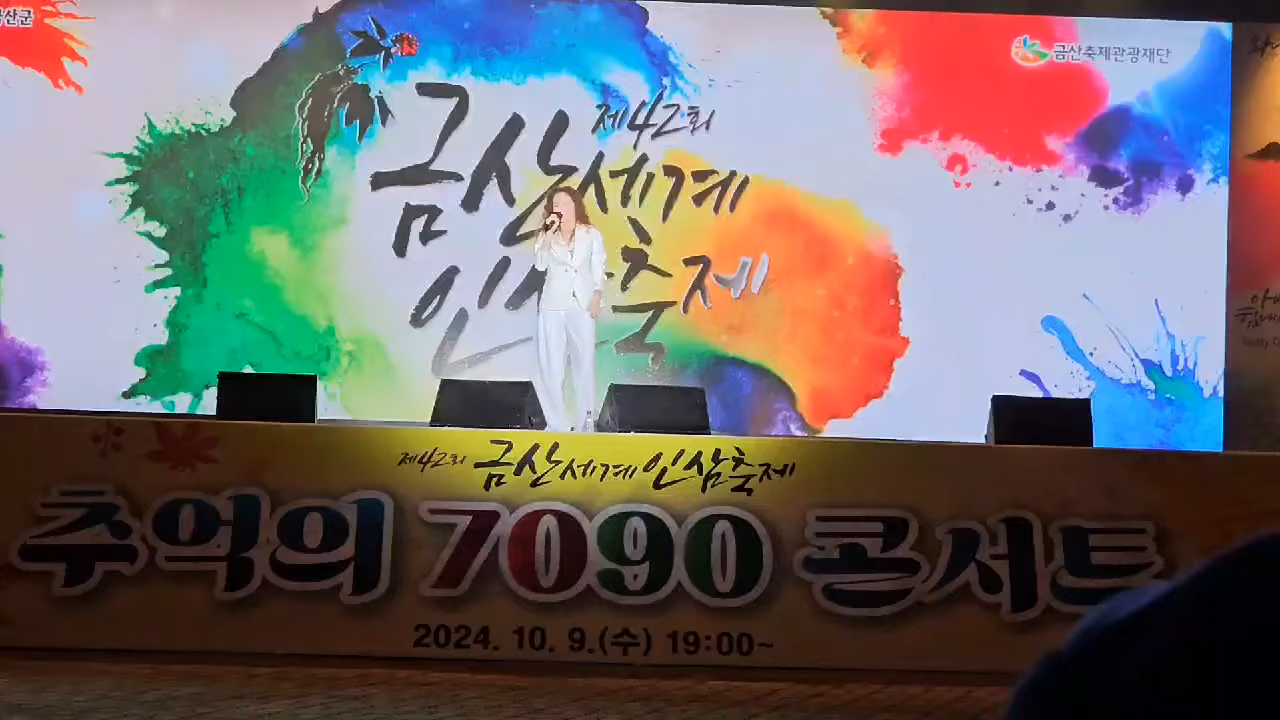 금산군
금산축제관광재단
제42회
금산세계
인삼축제
제42회 금산세계인삼축제
추억의 7090 콘서트
2024. 10. 9.(수) 19:00~